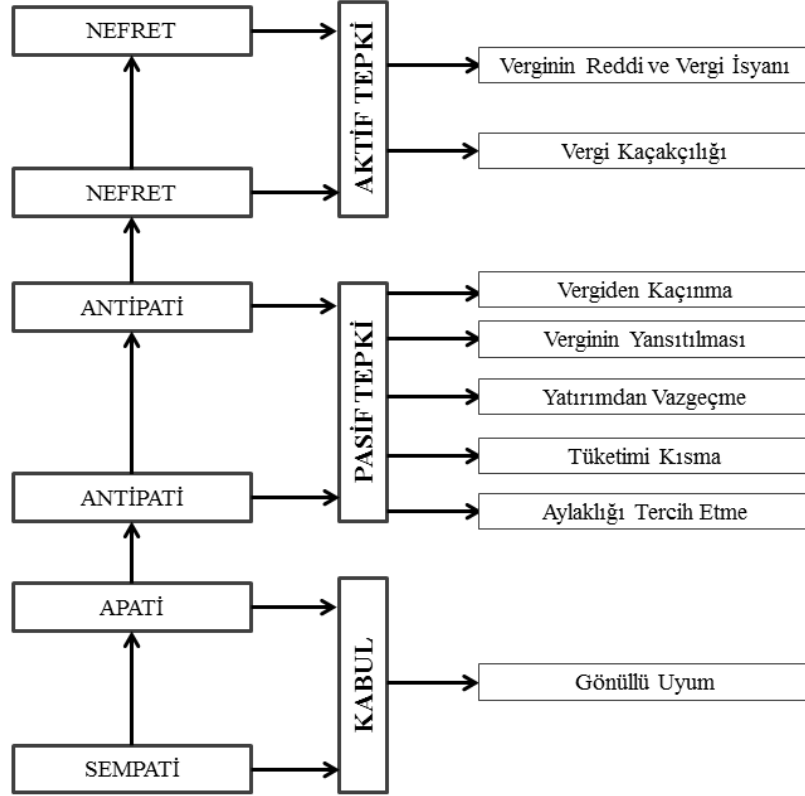 NEFRET
AKTİF TEPKİ
Verginin Reddi ve Vergi İsyanı
Vergi Kaçakçılığı
NEFRET
ANTİPATİ
PASİF TEPKİ
Vergiden Kaçınma
Verginin Yansıtılması
Yatırımdan Vazgeçme
Tüketimi Kısma
ANTİPATİ
Aylaklığı Tercih Etme
APATİ
KABUL
Gönüllü Uyum
SEMPATİ